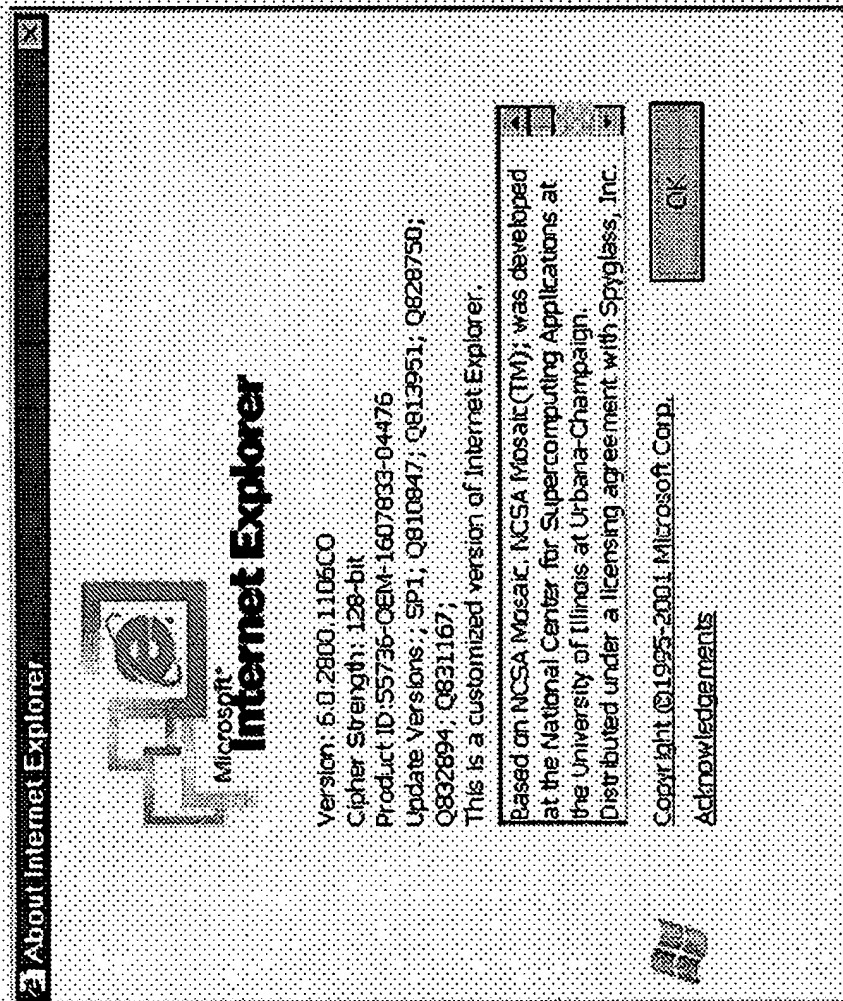 About Internet Explorer
Microsoft®
Internet Explorer
Version: 6.0.2800.1106CO
Cipher Strength: 128-bit
Product ID:55736-OEM-1607833-04476
Update Versions:; SP1; Q810847; Q813951; Q828750;
Q832894; Q831167;
This is a customized version of Internet Explorer.
Based on NCSA Mosaic. NCSA Mosaic(TM); was developed
at the National Center for Supercomputing Applications at
the University of Illinois at Urbana-Champaign.
Distributed under a licensing agreement with Spyglass, Inc.
Copyright ©1995-2001 Microsoft Corp.
OK
Acknowledgements